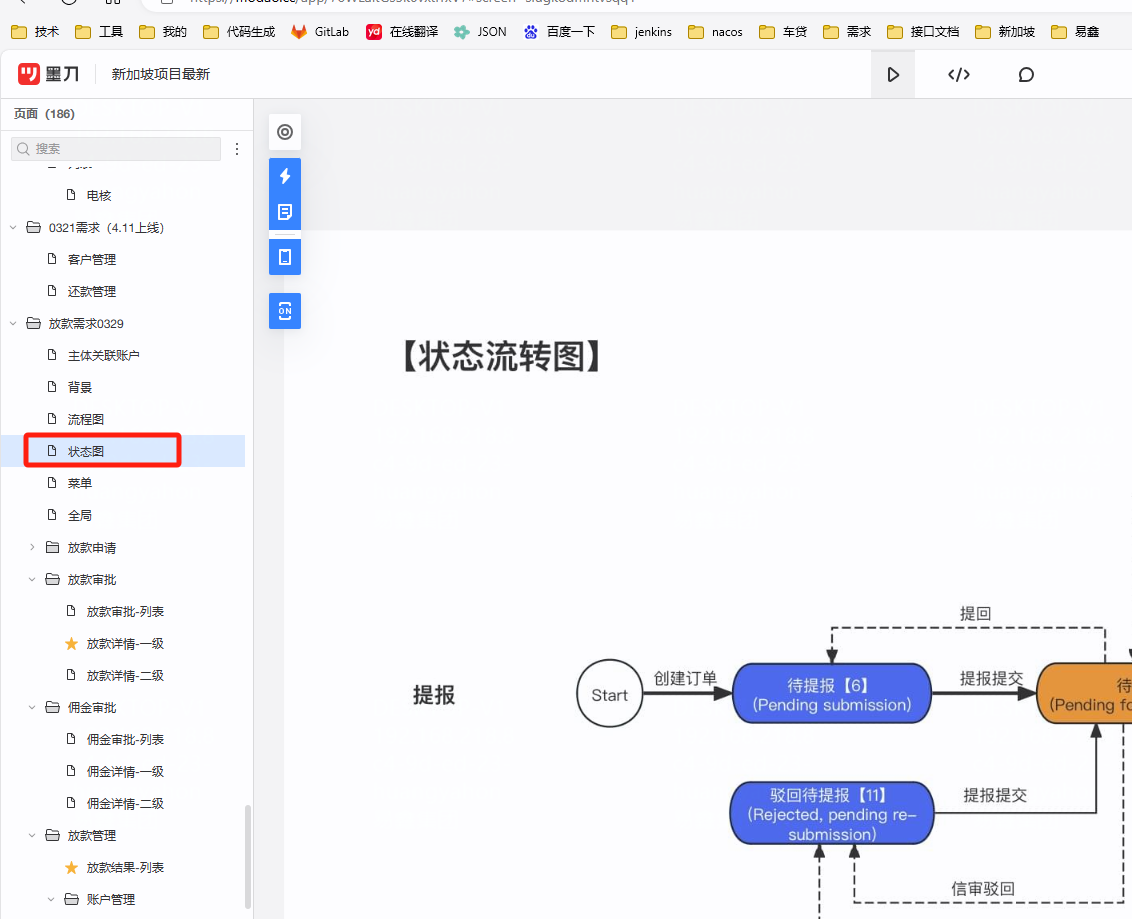 技术 工具 我的 代码生成 GitLab yd 在线翻译 JSON 百度一下 jenkins nacos 车贷 需求 接口文档 新加坡 易鑫
墨刀 新加坡项目最新
页面（186）
搜索
电核
0321需求（4.11上线）
客户管理
还款管理
放款需求0329
主体关联账户
背景
流程图
状态图
菜单
全局
放款申请
放款审批
放款审批-列表
放款详情-一级
放款详情-二级
佣金审批
佣金审批-列表
佣金详情-一级
佣金详情-二级
放款管理
放款结果-列表
账户管理
ON
【状态流转图】
提回
提报
Start
创建订单
待提报【6】
(Pending submission)
提报提交
待
(Pending fo
驳回待提报【11】
(Rejected, pending re-
submission)
提报提交
信审驳回